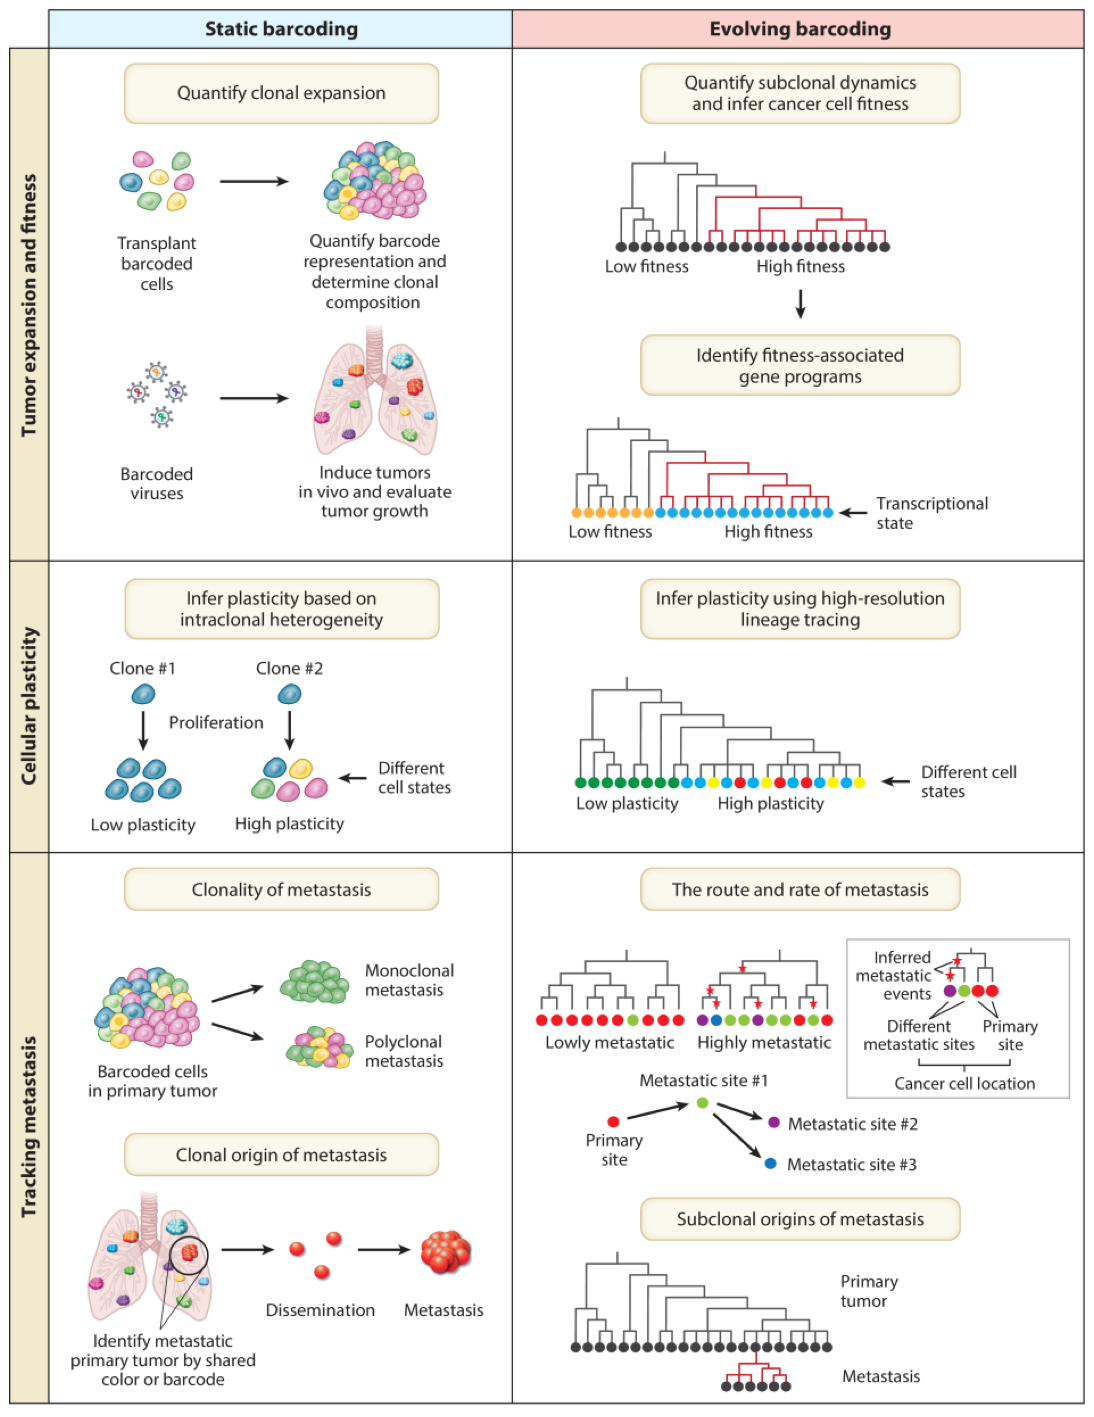 Static barcoding
Evolving barcoding
Tumor expansion and fitness
Quantify clonal expansion
Transplant
barcoded
cells
Quantify barcode
representation and
determine clonal
composition
Barcoded
viruses
Induce tumors
in vivo and evaluate
tumor growth
Quantify subclonal dynamics
and infer cancer cell fitness
Low fitness
High fitness
Identify fitness-associated
gene programs
Transcriptional
state
Low fitness
High fitness
Cellular plasticity
Infer plasticity based on
intraclonal heterogeneity
Clone #1
Clone #2
Proliferation
Different
cell states
Low plasticity
High plasticity
Infer plasticity using high-resolution
lineage tracing
Different cell
states
Low plasticity
High plasticity
Tracking metastasis
Clonality of metastasis
Monoclonal
metastasis
Polyclonal
metastasis
Barcoded cells
in primary tumor
Clonal origin of metastasis
Dissemination
Metastasis
Identify metastatic
primary tumor by shared
color or barcode
The route and rate of metastasis
Lowly metastatic
Highly metastatic
Inferred
metastatic
events
Different
metastatic sites
Primary
site
Cancer cell location
Metastatic site #1
Primary
site
Metastatic site #2
Metastatic site #3
Subclonal origins of metastasis
Primary
tumor
Metastasis